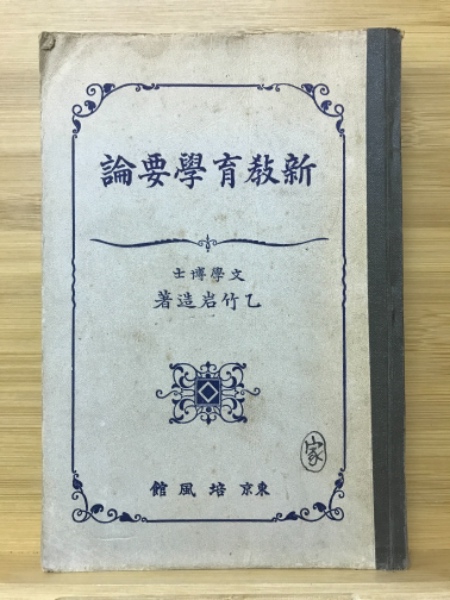 新敎育學要論
文學博士
乙竹岩造著
家
東京 培風館